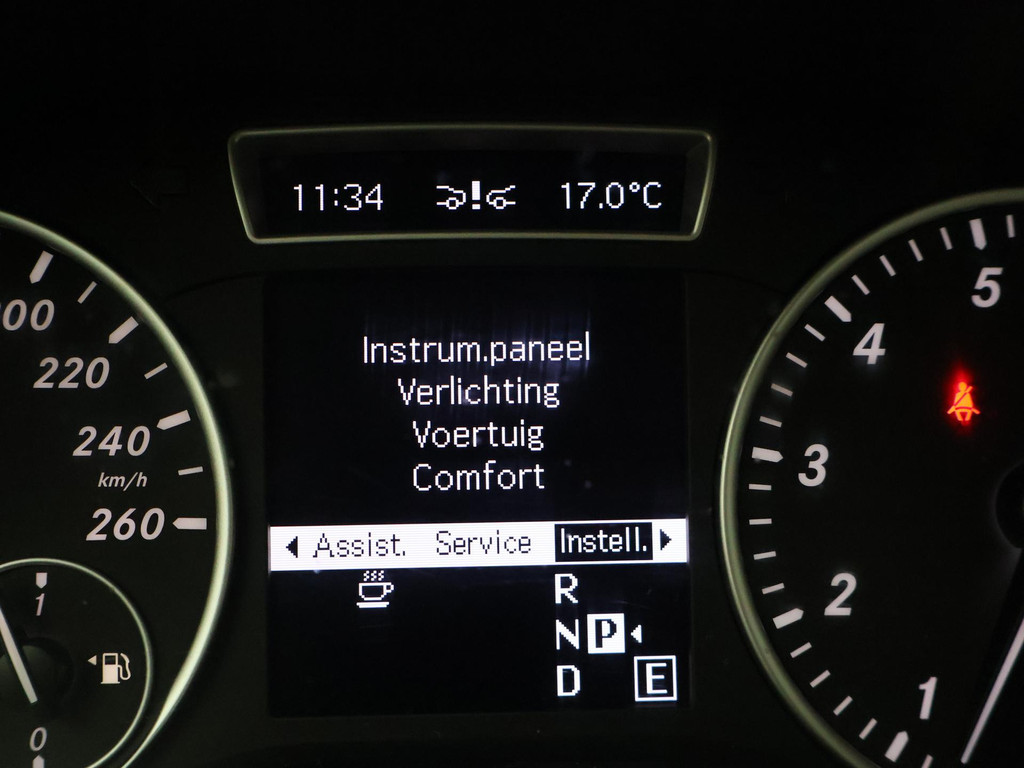 11:34 17.0°C
Instrum.paneel
Verlichting
Voertuig
Comfort
Assist. Service Instell.
R
N P
D E
220
240
km/h
260
1
0
5
4
3
2
1